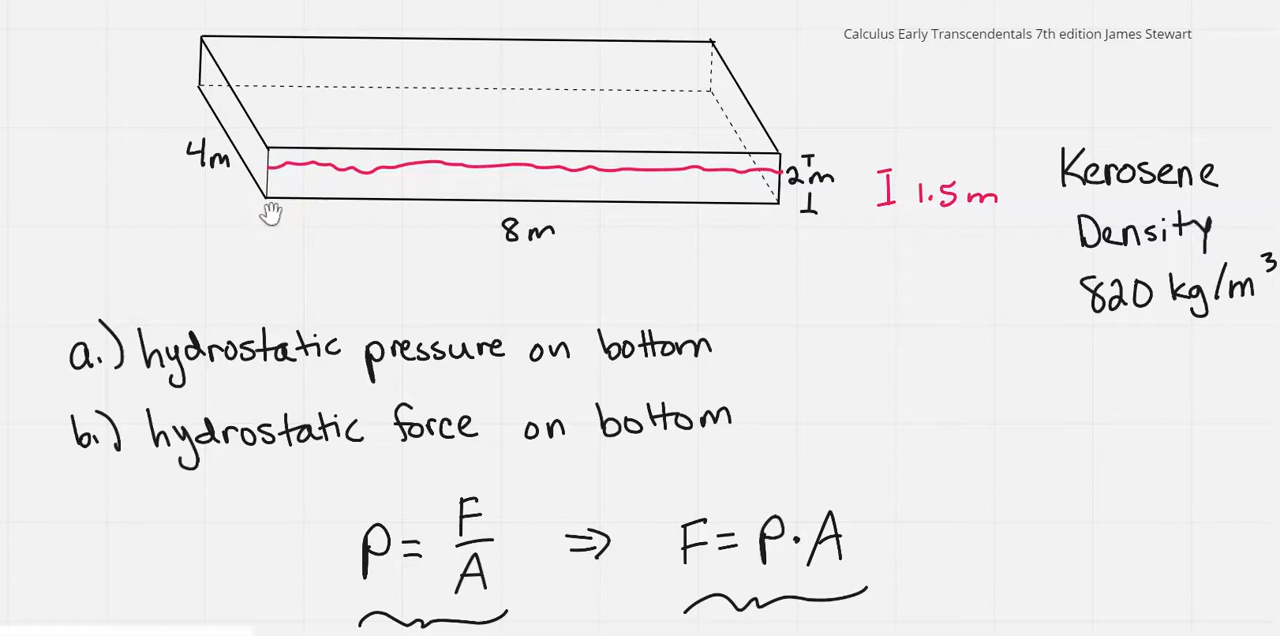 Calculus Early Transcendentals 7th edition James Stewart
4m
2m
I 1.5m
8m
Kerosene
Density
820 kg/m³
a.) hydrostatic pressure on bottom
b.) hydrostatic force on bottom
P = F/A ⇒ F = P·A